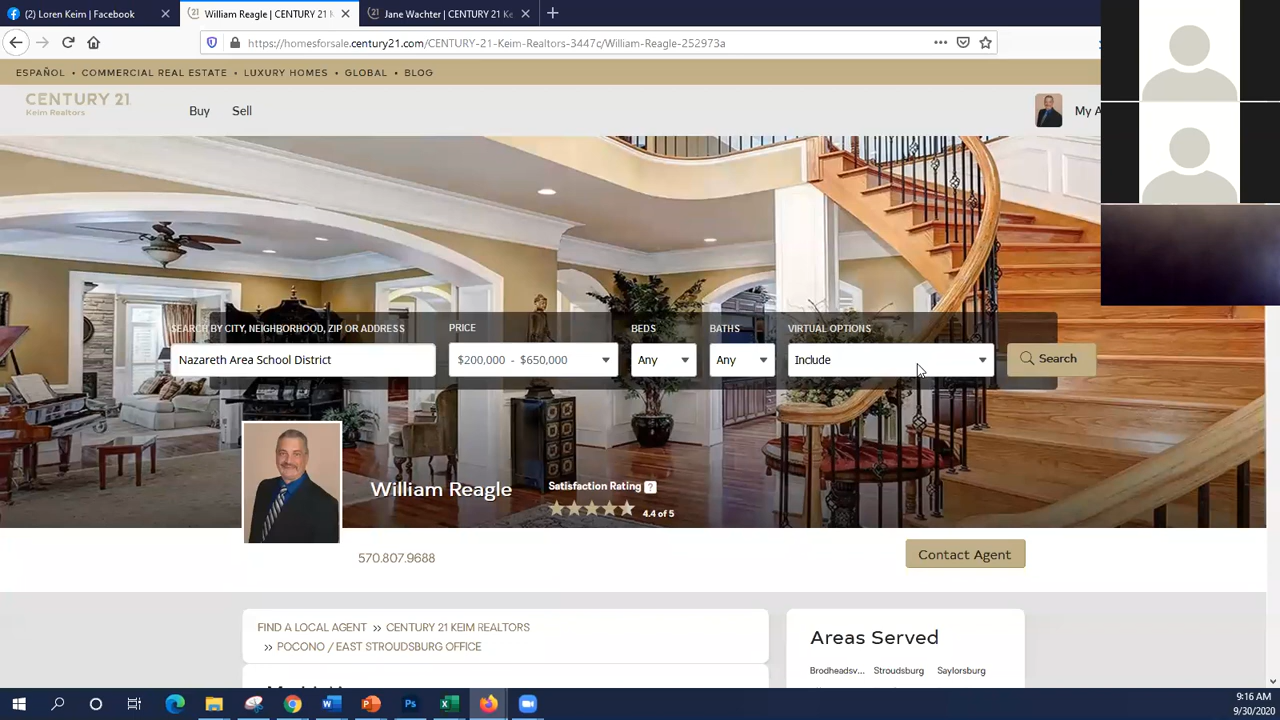 (2) Loren Keim | Facebook
William Reagle | CENTURY 21
Jane Wachter | CENTURY 21 Ke
https://homesforsale.century21.com/CENTURY-21-Keim-Realtors-3447c/William-Reagle-252973a
ESPAÑOL • COMMERCIAL REAL ESTATE • LUXURY HOMES • GLOBAL • BLOG
CENTURY 21
Keim Realtors
Buy Sell
My A
SEARCH BY CITY, NEIGHBORHOOD, ZIP OR ADDRESS PRICE BEDS BATHS VIRTUAL OPTIONS
Nazareth Area School District $200,000 - $650,000 Any Any Include Search
William Reagle
Satisfaction Rating ?
4.4 of 5
570.807.9688
Contact Agent
FIND A LOCAL AGENT >> CENTURY 21 KEIM REALTORS
>> POCONO / EAST STROUDSBURG OFFICE
Areas Served
Brodheadsv... Stroudsburg Saylorsburg
9:16 AM
9/30/2020